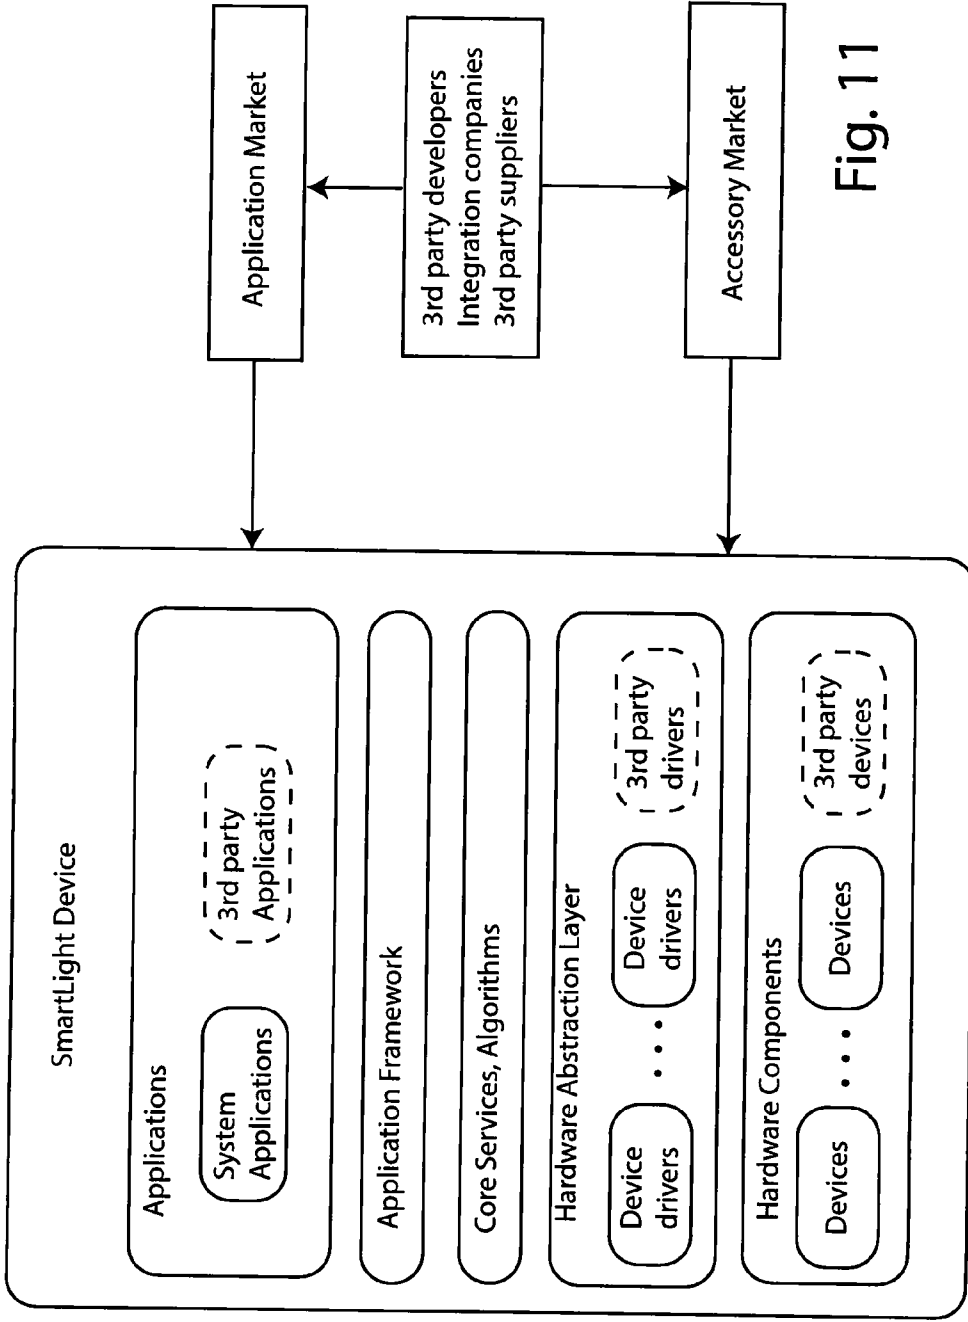 SmartLight Device
Applications
System
Applications
3rd party
Applications
Application Framework
Core Services, Algorithms
Hardware Abstraction Layer
Device
drivers
....
Device
drivers
3rd party
drivers
Hardware Components
Devices
...
Devices
3rd party
devices
Application Market
3rd party developers
Integration companies
3rd party suppliers
Accessory Market
Fig. 11